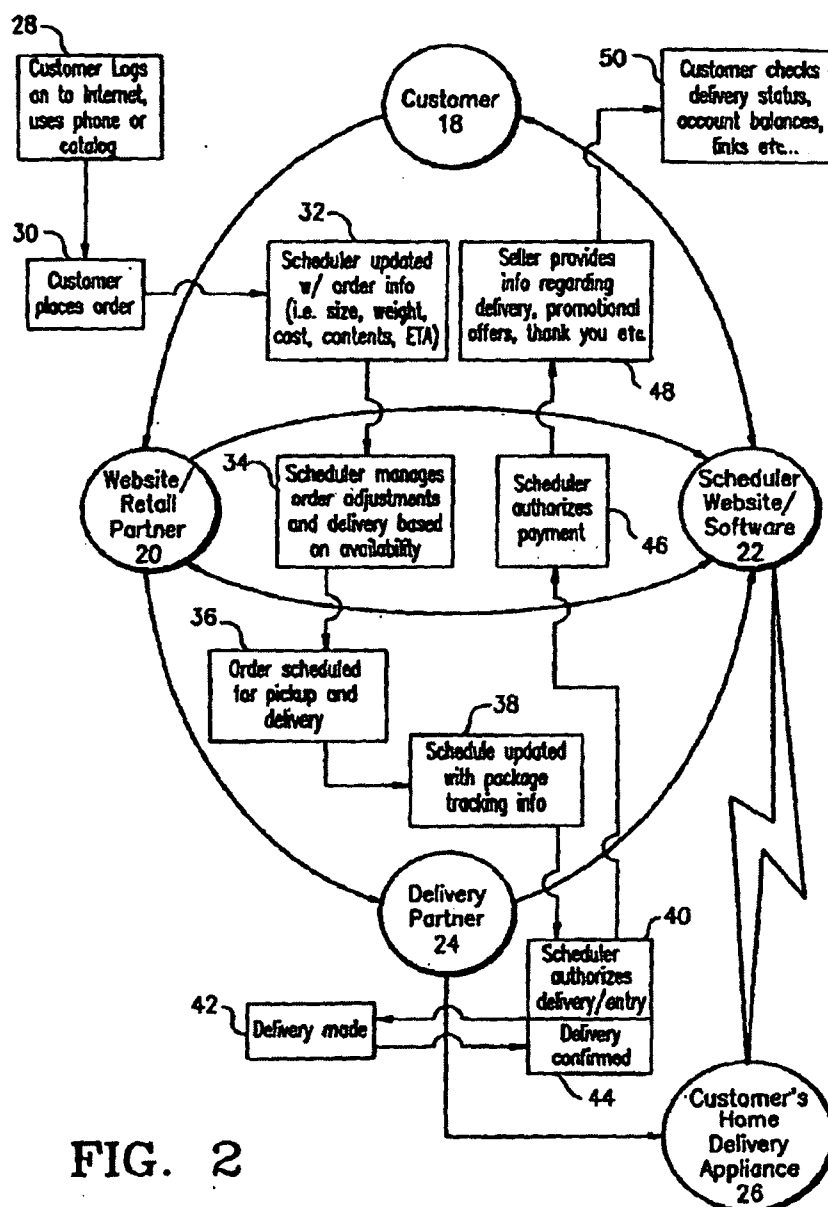 28
Customer Logs
on to Internet,
uses phone or
catalog
Customer
18
50
Customer checks
delivery status,
account balances,
links etc...
30
Customer
places order
32
Scheduler updated
w/ order info
(i.e. size, weight,
cost, contents, ETA)
Seller provides
info regarding
delivery, promotional
offers, thank you etc.
48
Website/
Retail
Partner
20
34
Scheduler manages
order adjustments
and delivery based
on availability
Scheduler
authorizes
payment
46
Scheduler
Website/
Software
22
36
Order scheduled
for pickup and
delivery
38
Schedule updated
with package
tracking info
Delivery
Partner
24
40
Scheduler
authorizes
delivery/entry
42
Delivery made
Delivery
confirmed
44
Customer's
Home
Delivery
Appliance
26
FIG. 2